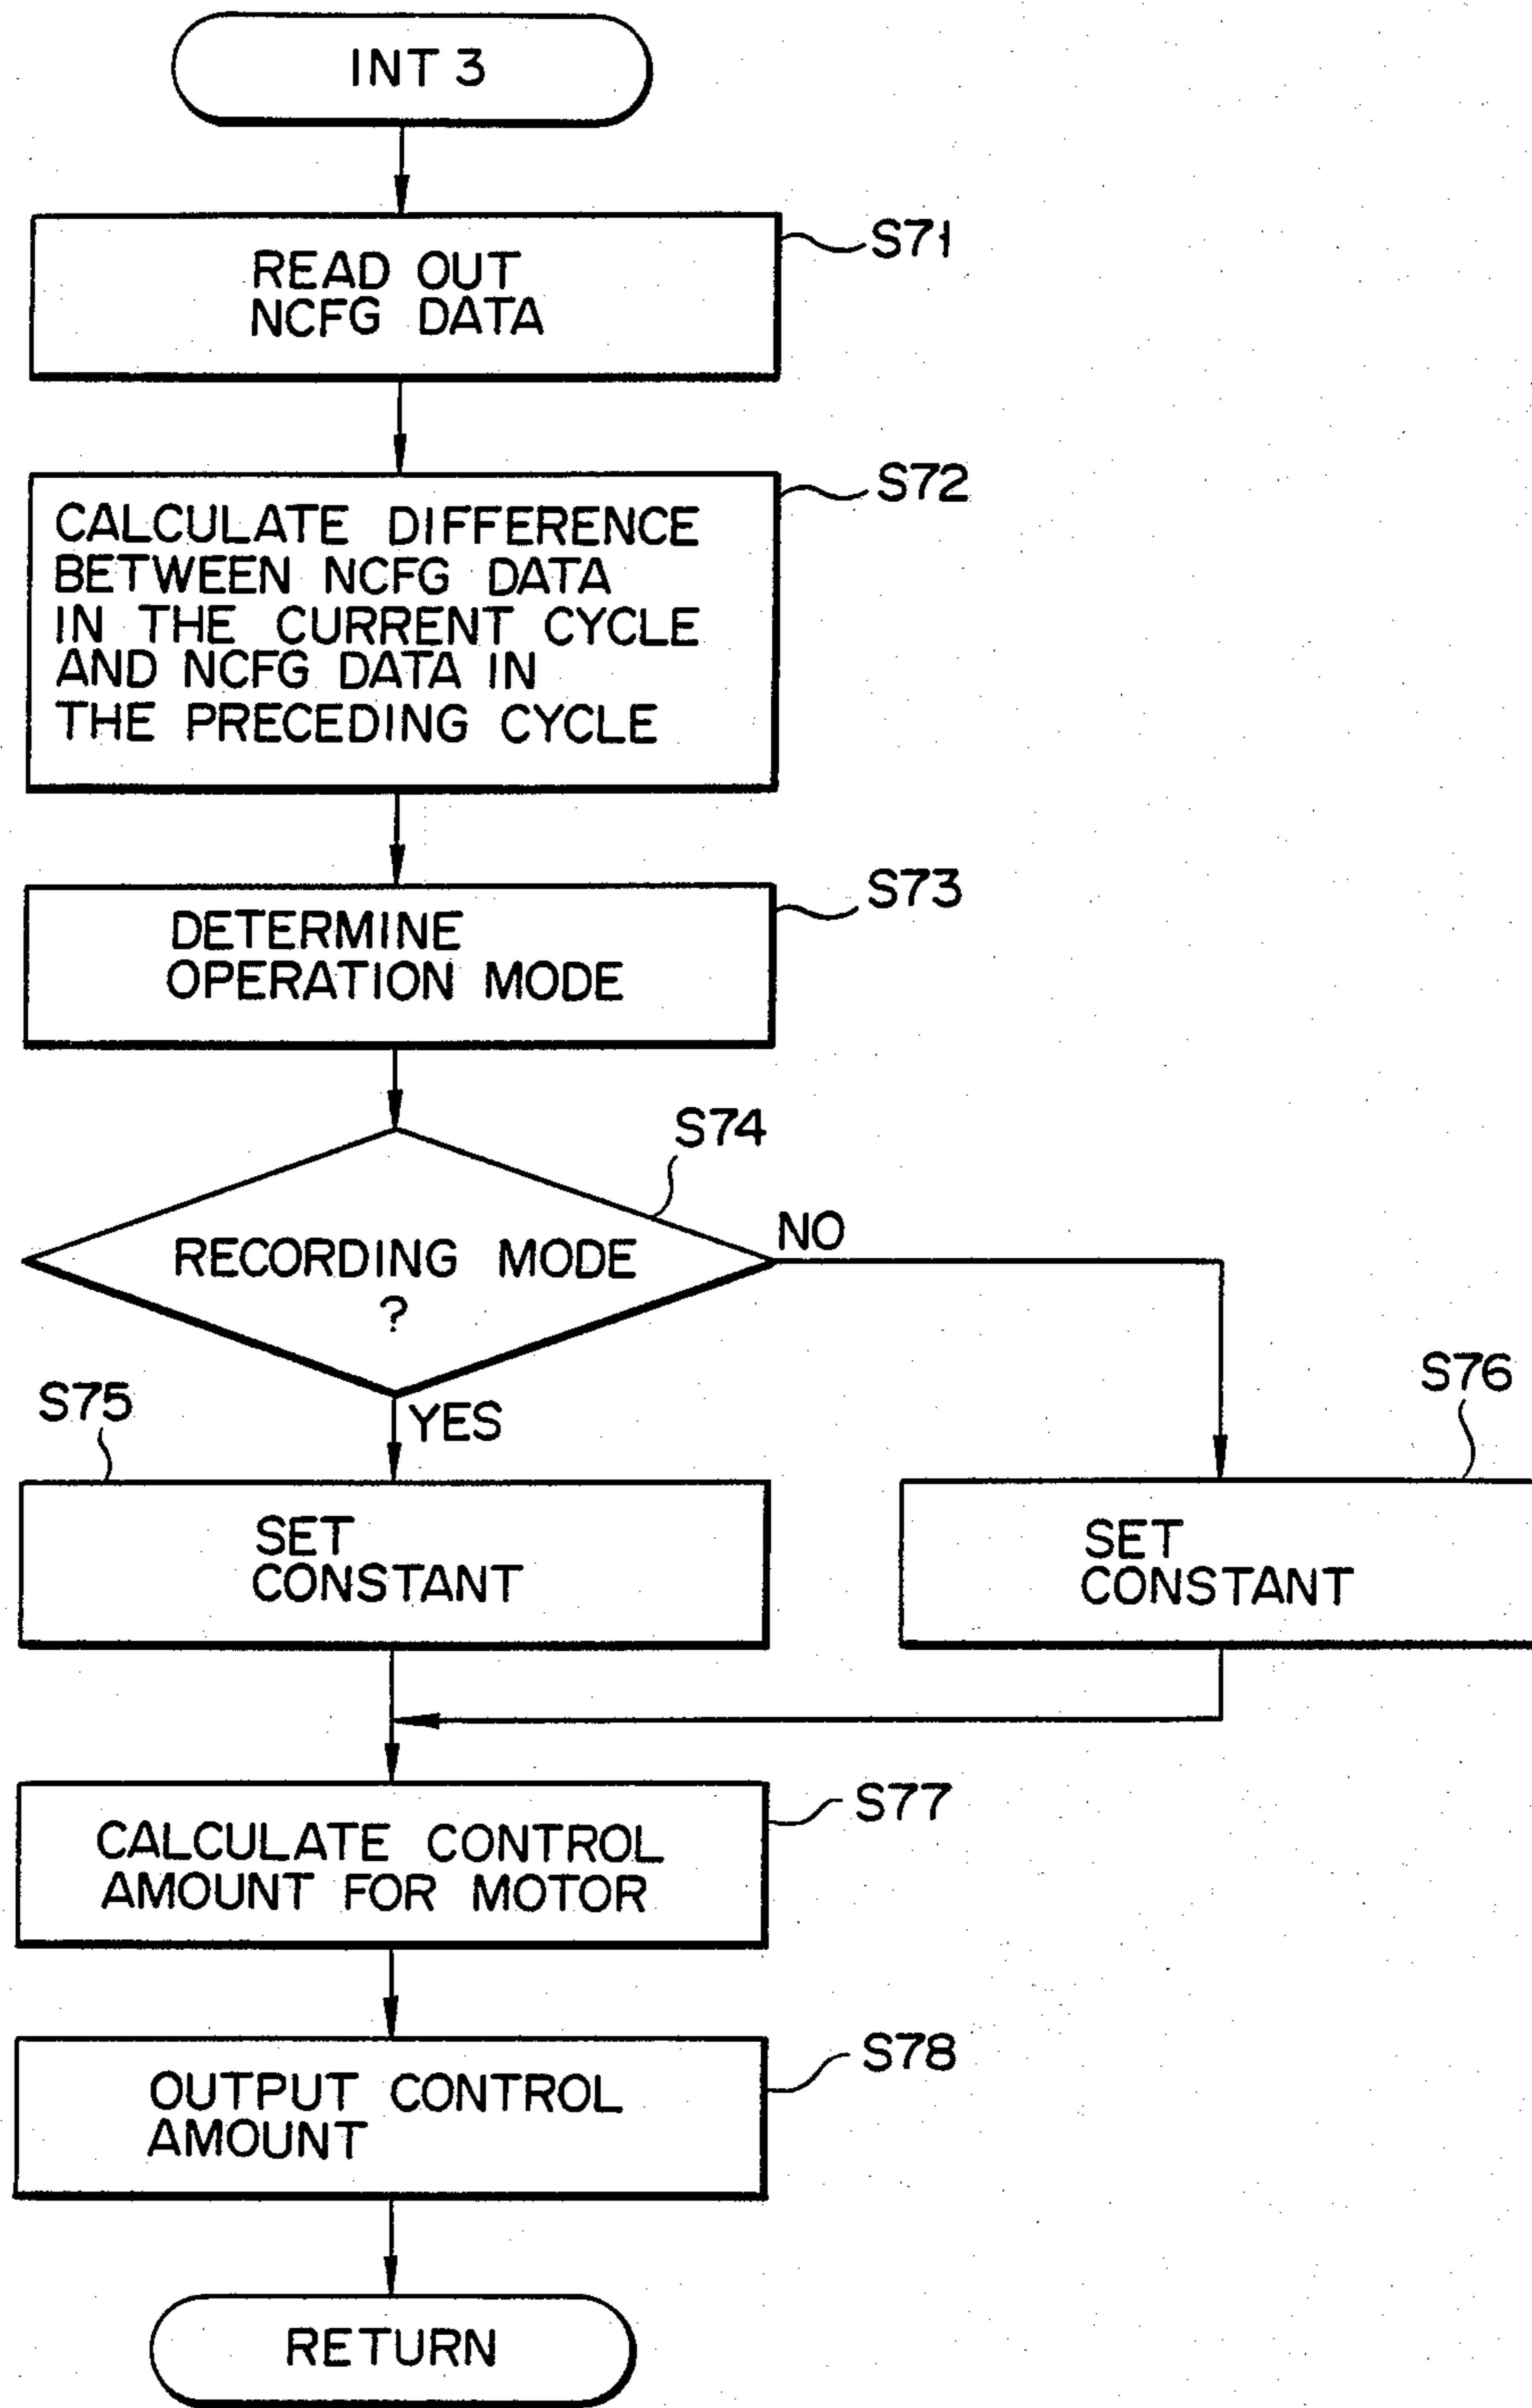 INT 3
S71
READ OUT
NCFG DATA
S72
CALCULATE DIFFERENCE
BETWEEN NCFG DATA
IN THE CURRENT CYCLE
AND NCFG DATA IN
THE PRECEDING CYCLE
S73
DETERMINE
OPERATION MODE
S74
RECORDING MODE
?
NO
YES
S75
SET
CONSTANT
S76
SET
CONSTANT
S77
CALCULATE CONTROL
AMOUNT FOR MOTOR
S78
OUTPUT CONTROL
AMOUNT
RETURN